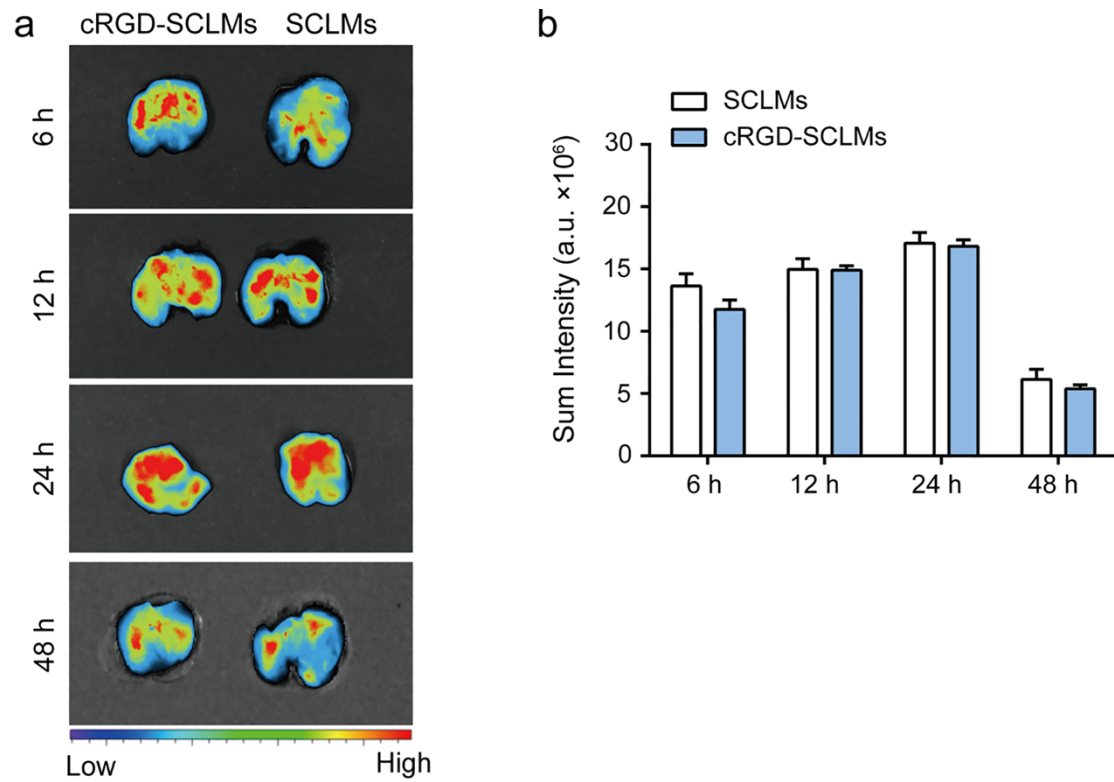 a
cRGD-SCLMs SCLMs
6 h
12 h
24 h
48 h
Low High
b
SCLMs
cRGD-SCLMs
Sum Intensity (a.u. ×10⁶)
30
20
15
10
5
0
6 h 12 h 24 h 48 h